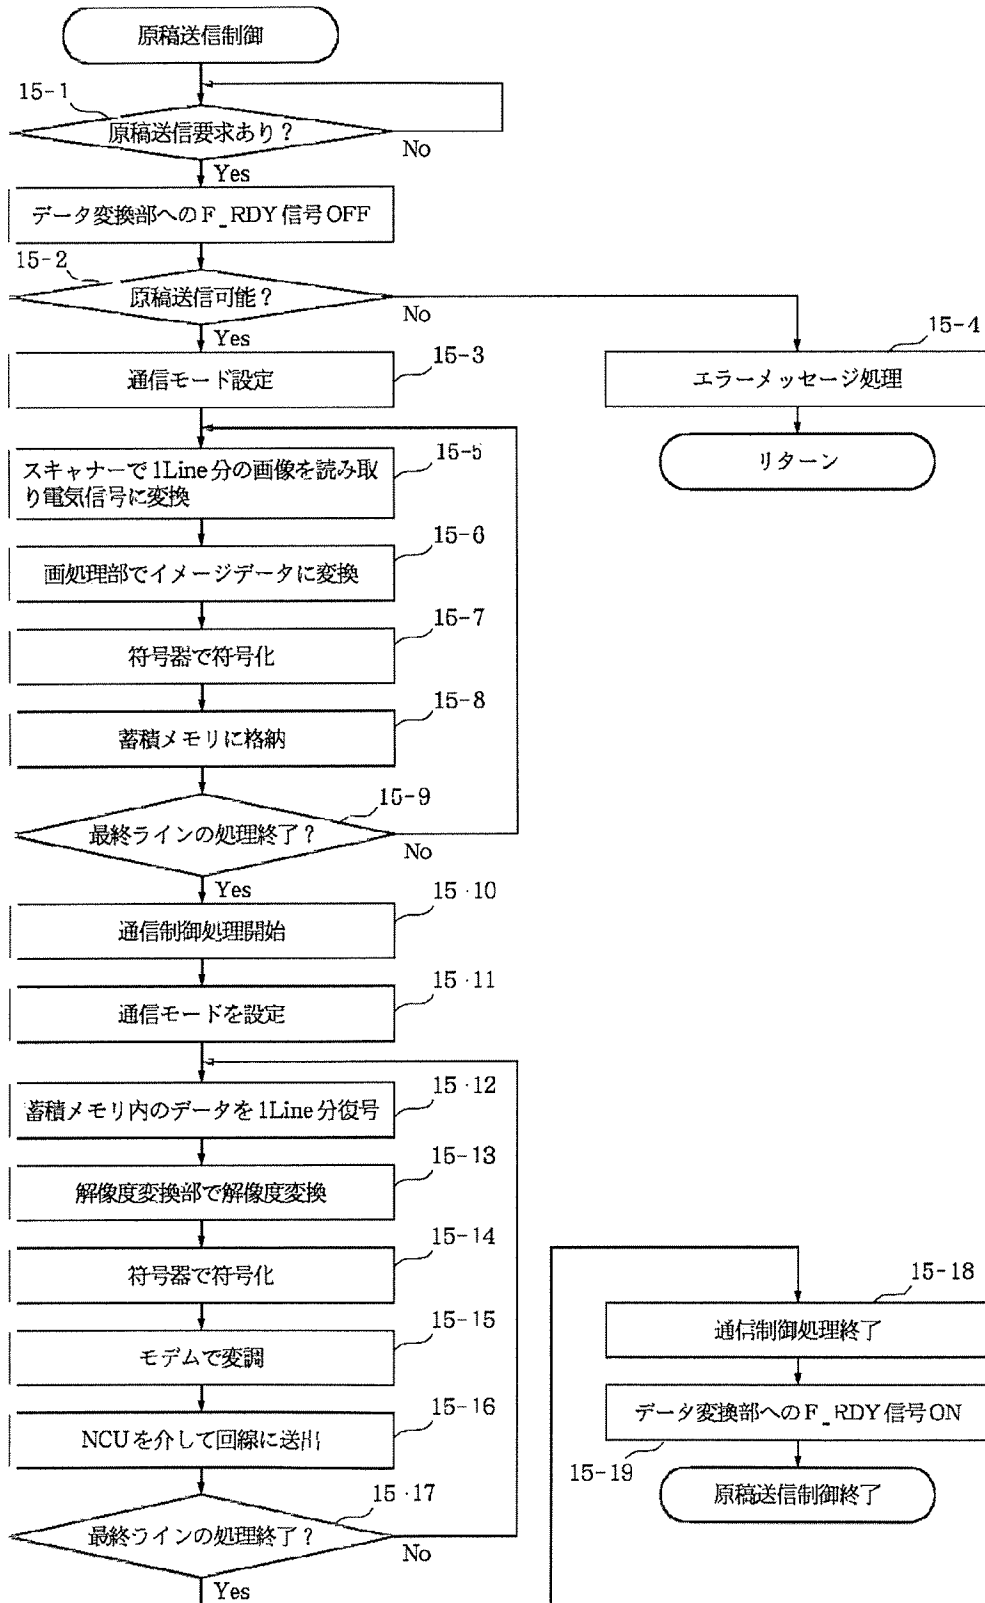 原稿送信制御
15-1
原稿送信要求あり?
No
Yes
データ変換部へのF_RDY信号OFF
15-2
原稿送信可能?
No
Yes
15-3
通信モード設定
15-4
エラーメッセージ処理
リターン
15-5
スキャナーで1Line分の画像を読み取
り電気信号に変換
15-6
画処理部でイメージデータに変換
15-7
符号器で符号化
15-8
蓄積メモリに格納
15-9
最終ラインの処理終了?
No
Yes
15·10
通信制御処理開始
15·11
通信モードを設定
15·12
蓄積メモリ内のデータを1Line分復号
15-13
解像度変換部で解像度変換
15-14
符号器で符号化
15-15
モデムで変調
15-16
NCUを介して回線に送出
15·17
最終ラインの処理終了?
No
Yes
15-18
通信制御処理終了
データ変換部へのF_RDY信号ON
15-19
原稿送信制御終了